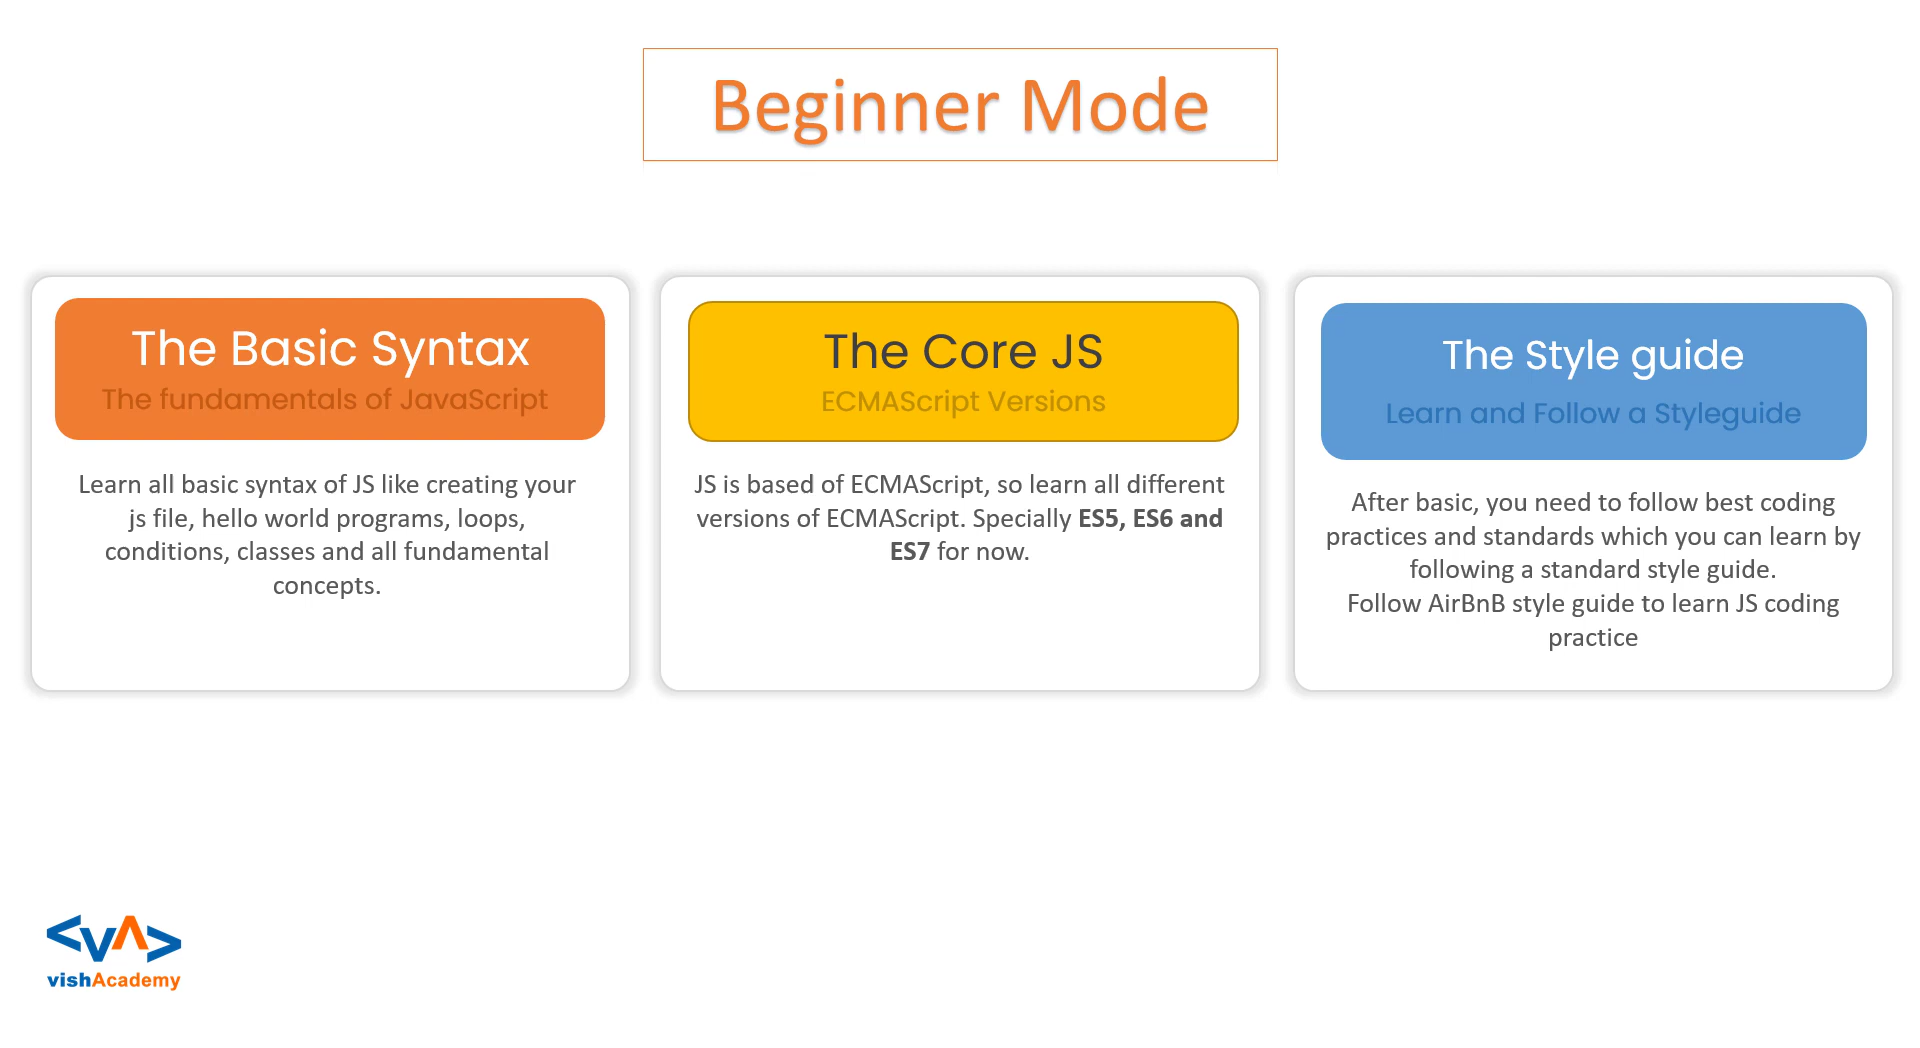 Beginner Mode
The Basic Syntax
The fundamentals of JavaScript
Learn all basic syntax of JS like creating your
js file, hello world programs, loops,
conditions, classes and all fundamental
concepts.
The Core JS
ECMAScript Versions
JS is based of ECMAScript, so learn all different
versions of ECMAScript. Specially ES5, ES6 and
ES7 for now.
The Style guide
Learn and Follow a Styleguide
After basic, you need to follow best coding
practices and standards which you can learn by
following a standard style guide.
Follow AirBnB style guide to learn JS coding
practice
<VA>
vishAcademy